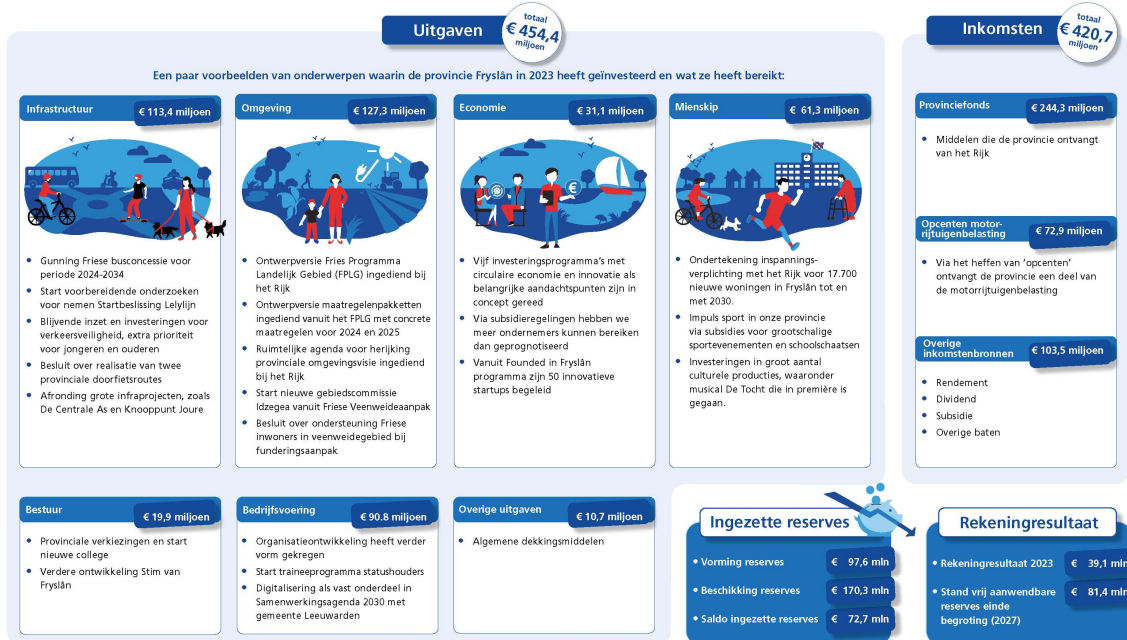 Uitgaven
totaal
€ 454,4
miljoen
Een paar voorbeelden van onderwerpen waarin de provincie Fryslân in 2023 heeft geïnvesteerd en wat ze heeft bereikt:
Infrastructuur
€ 113,4 miljoen
• Gunning Friese busconcessie voor
periode 2024-2034
• Start voorbereidende onderzoeken
voor nemen Startbeslissing Lelylijn
• Blijvende inzet en investeringen voor
verkeersveiligheid, extra prioriteit
voor jongeren en ouderen
• Besluit over realisatie van twee
provinciale doorfietsroutes
• Afronding grote infraprojecten, zoals
De Centrale As en Knooppunt Joure
Omgeving
€ 127,3 miljoen
• Ontwerpversie Fries Programma
Landelijk Gebied (FPLG) ingediend bij
het Rijk
• Ontwerpversie maatregelenpakketten
ingediend vanuit het FPLG met concrete
maatregelen voor 2024 en 2025
• Ruimtelijke agenda voor herijking
provinciale omgevingsvisie ingediend
bij het Rijk
• Start nieuwe gebiedscommissie
Idzegea vanuit Friese Veenweideaanpak
• Besluit over ondersteuning Friese
inwoners in veenweidegebied bij
funderingsaanpak
Economie
€ 31,1 miljoen
€
• Vijf investeringsprogramma's met
circulaire economie en innovatie als
belangrijke aandachtspunten zijn in
concept gereed
• Via subsidieregelingen hebben we
meer ondernemers kunnen bereiken
dan geprognotiseerd
• Vanuit Founded in Fryslân
programma zijn 50 innovatieve
startups begeleid
Mienskip
€ 61,3 miljoen
• Ondertekening inspannings-
verplichting met het Rijk voor 17.700
nieuwe woningen in Fryslân tot en
met 2030.
• Impuls sport in onze provincie
via subsidies voor grootschalige
sportevenementen en schoolschaatsen
• Investeringen in groot aantal
culturele producties, waaronder
musical De Tocht die in première is
gegaan.
Bestuur
€ 19,9 miljoen
• Provinciale verkiezingen en start
nieuwe college
• Verdere ontwikkeling Stim van
Fryslân
Bedrijfsvoering
€ 90.8 miljoen
• Organisatieontwikkeling heeft verder
vorm gekregen
• Start traineeprogramma statushouders
• Digitalisering als vast onderdeel in
Samenwerkingsagenda 2030 met
gemeente Leeuwarden
Overige uitgaven
€ 10,7 miljoen
• Algemene dekkingsmiddelen
Inkomsten
totaal
€ 420,7
miljoen
Provinciefonds
€ 244,3 miljoen
• Middelen die de provincie ontvangt
van het Rijk
Opcenten motor-
rijtuigenbelasting
€ 72,9 miljoen
• Via het heffen van 'opcenten'
ontvangt de provincie een deel van
de motorrijtuigenbelasting
Overige
inkomstenbronnen
€ 103,5 miljoen
• Rendement
• Dividend
• Subsidie
• Overige baten
Ingezette reserves
• Vorming reserves € 97,6 mln
• Beschikking reserves € 170,3 mln
• Saldo ingezette reserves € 72,7 mln
Rekeningresultaat
• Rekeningresultaat 2023 € 39,1 mln
• Stand vrij aanwendbare
reserves einde
begroting (2027)
€ 81,4 mln